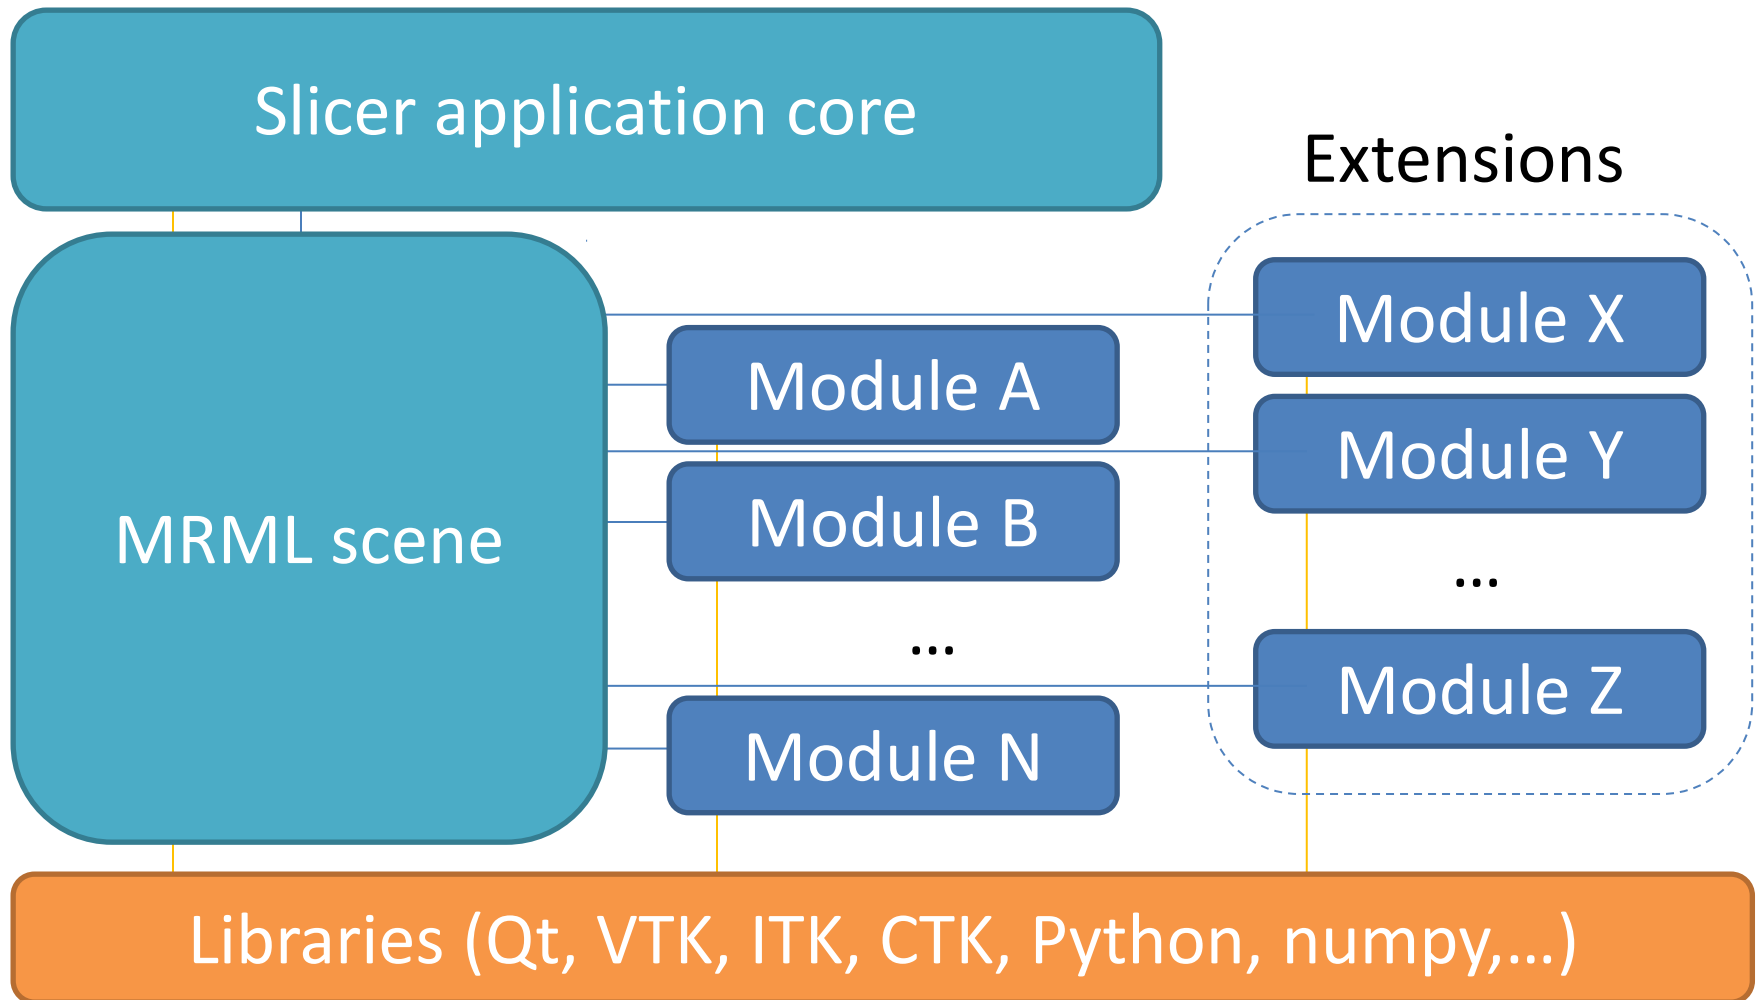 Slicer application core
Extensions
MRML scene
Module A
Module B
...
Module N
Module X
Module Y
...
Module Z
Libraries (Qt, VTK, ITK, CTK, Python, numpy,...)